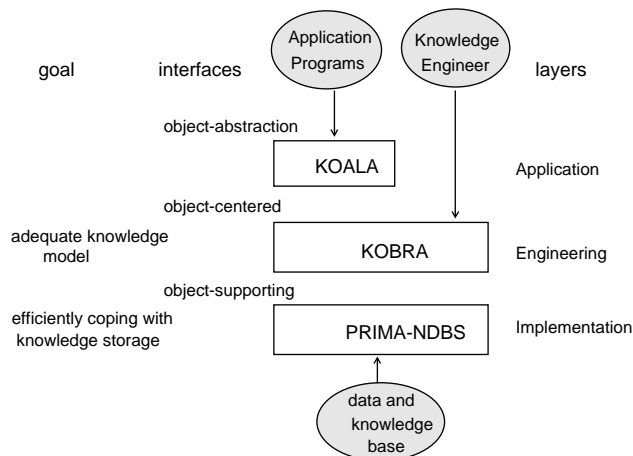 Application
Programs
Knowledge
Engineer
goal
interfaces
layers
object-abstraction
KOALA
Application
object-centered
adequate knowledge
model
KOBRA
Engineering
object-supporting
efficiently coping with
knowledge storage
PRIMA-NDBS
Implementation
data and
knowledge
base